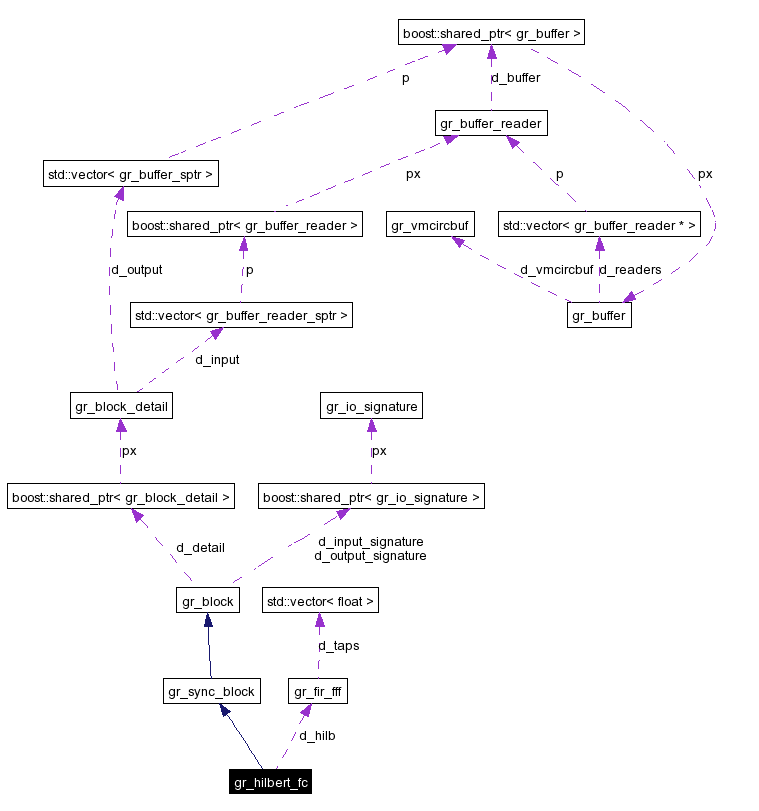 boost::shared_ptr< gr_buffer >
p
d_buffer
gr_buffer_reader
std::vector< gr_buffer_sptr >
px
p
px
boost::shared_ptr< gr_buffer_reader >
gr_vmcircbuf
std::vector< gr_buffer_reader * >
d_output
p
d_vmcircbuf
d_readers
std::vector< gr_buffer_reader_sptr >
gr_buffer
d_input
gr_block_detail
gr_io_signature
px
px
boost::shared_ptr< gr_block_detail >
boost::shared_ptr< gr_io_signature >
d_detail
d_input_signature
d_output_signature
gr_block
std::vector< float >
d_taps
gr_sync_block
gr_fir_fff
d_hilb
gr_hilbert_fc